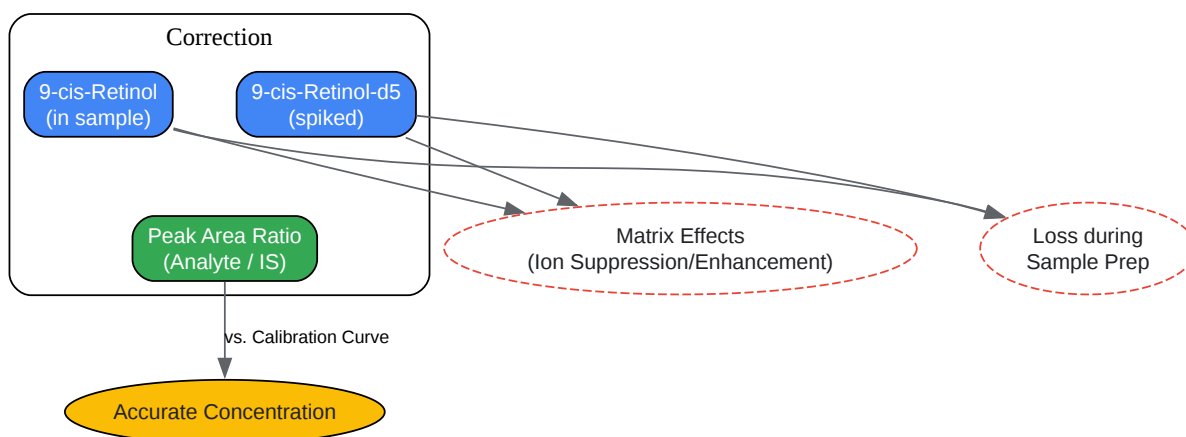 Correction
9-cis-Retinol
(in sample)
9-cis-Retinol-d5
(spiked)
Peak Area Ratio
(Analyte / IS)
Matrix Effects
(Ion Suppression/Enhancement)
Loss during
Sample Prep
vs. Calibration Curve
Accurate Concentration